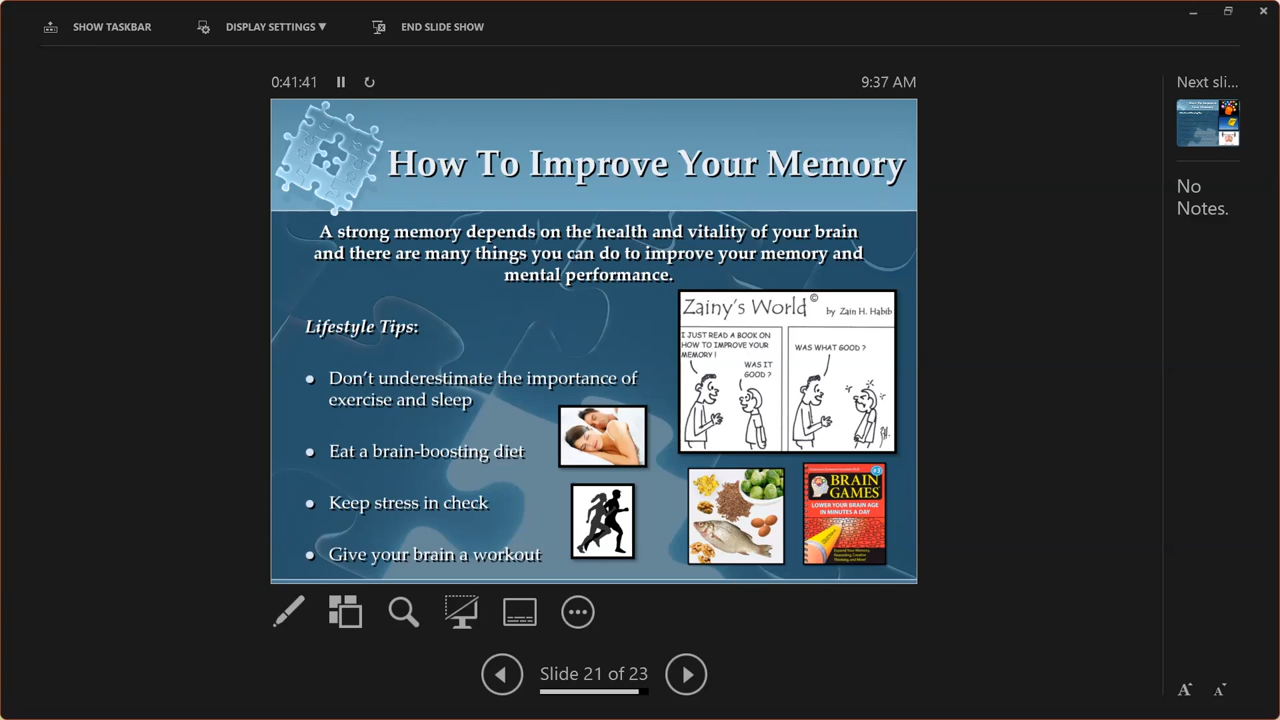 SHOW TASKBAR
DISPLAY SETTINGS ▼
END SLIDE SHOW
0:41:41
9:37 AM
Next sli...
How To Improve Your Memory
A strong memory depends on the health and vitality of your brain
and there are many things you can do to improve your memory and
mental performance.
Lifestyle Tips:
• Don't underestimate the importance of
exercise and sleep
• Eat a brain-boosting diet
• Keep stress in check
• Give your brain a workout
Zainy's World ©
by Zain H. Habib
I JUST READ A BOOK ON
HOW TO IMPROVE YOUR
MEMORY!
WAS IT
GOOD?
WAS WHAT GOOD?
#3
BRAIN
GAMES
LOWER YOUR BRAIN AGE
IN MINUTES A DAY
No
Notes.
Slide 21 of 23
A
A